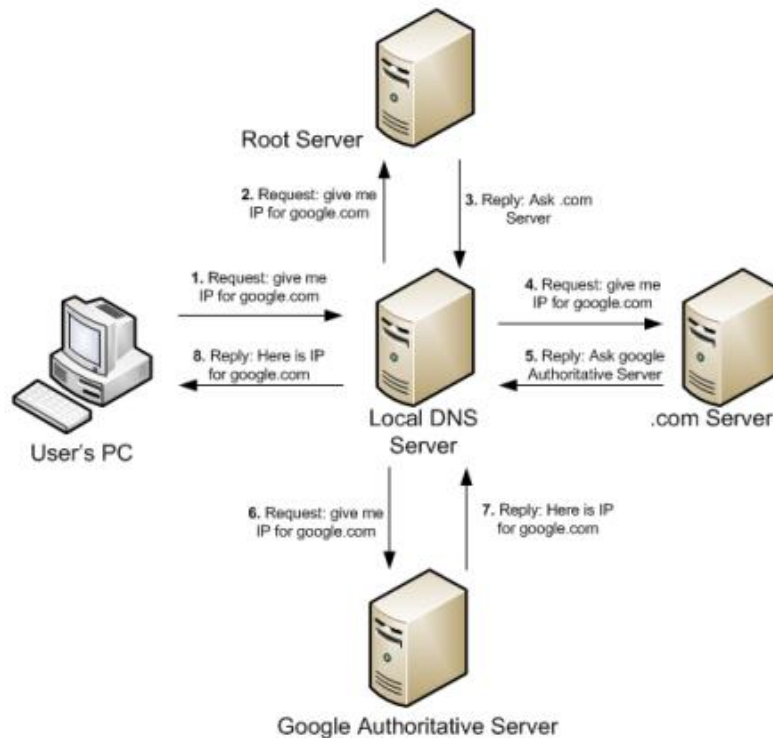 Root Server
2. Request: give me
IP for google.com
3. Reply: Ask .com
Server
1. Request: give me
IP for google.com
4. Request: give me
IP for google.com
8. Reply: Here is IP
for google.com
5. Reply: Ask google
Authoritative Server
User's PC
Local DNS
Server
.com Server
6. Request: give me
IP for google.com
7. Reply: Here is IP
for google.com
Google Authoritative Server